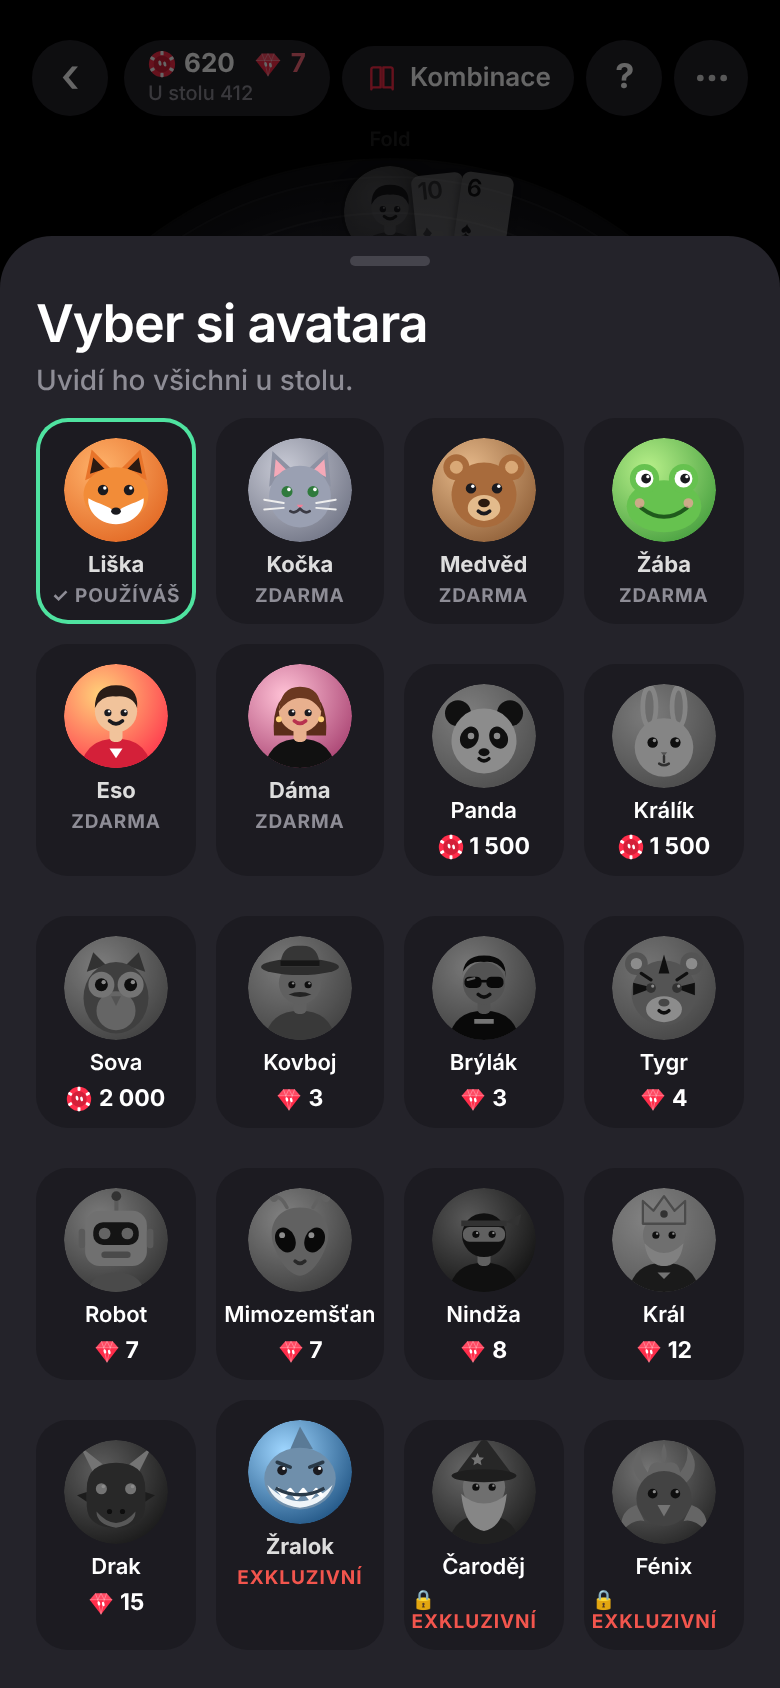 620 7
U stolu 412
Kombinace
?
Fold
10 6
Vyber si avatara
Uvidí ho všichni u stolu.
Liška Kočka Medvěd Žába
✓ POUŽÍVÁŠ ZDARMA ZDARMA ZDARMA
Eso Dáma Panda Králík
ZDARMA ZDARMA 1 500 1 500
Sova Kovboj Brýlák Tygr
2 000 3 3 4
Robot Mimozemšťan Nindža Král
7 7 8 12
Drak Žralok Čaroděj Fénix
15 EXKLUZIVNÍ 🔒 EXKLUZIVNÍ 🔒 EXKLUZIVNÍ